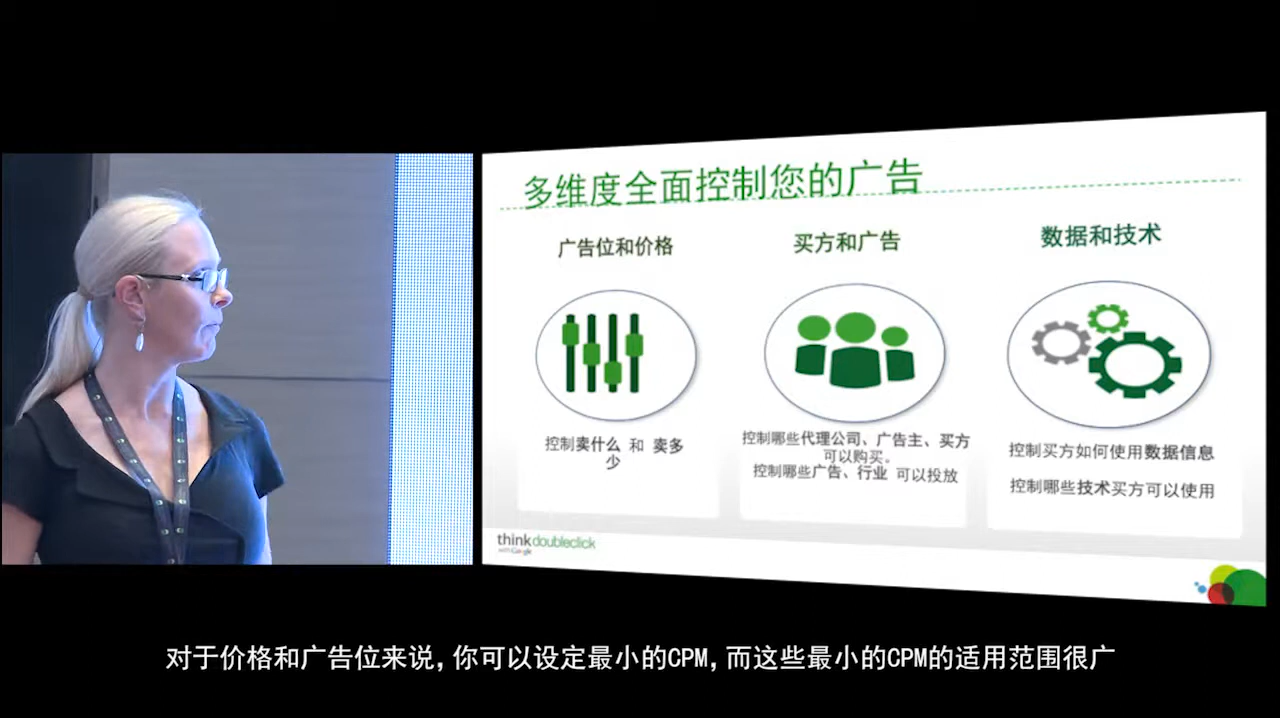 多维度全面控制您的广告
广告位和价格
控制卖什么 和 卖多
少
买方和广告
控制哪些代理公司、广告主、买方
可以购买。
控制哪些广告、行业 可以投放
数据和技术
控制买方如何使用数据信息
控制哪些技术买方可以使用
thinkdoubleclick
with Google
对于价格和广告位来说,你可以设定最小的CPM,而这些最小的CPM的适用范围很广